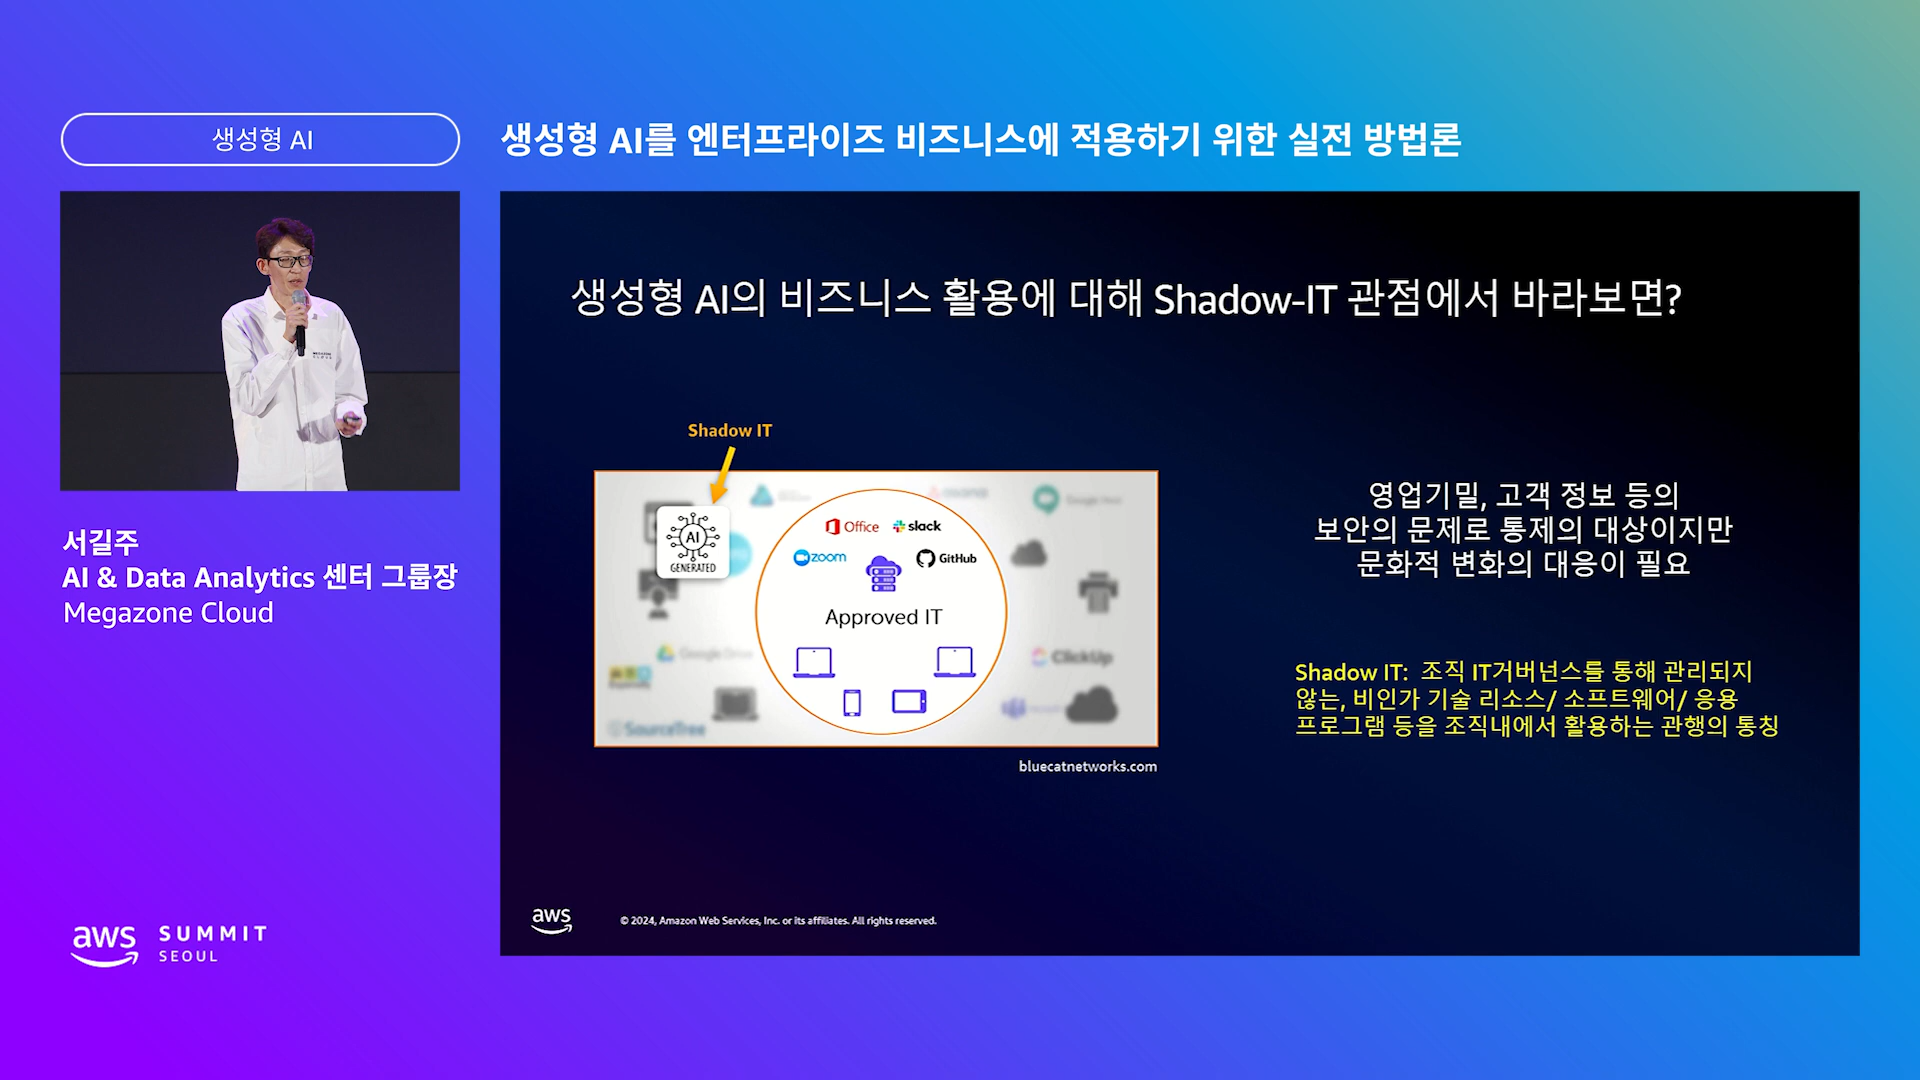 생성형 AI
생성형 AI를 엔터프라이즈 비즈니스에 적용하기 위한 실전 방법론
서길주
AI & Data Analytics 센터 그룹장
Megazone Cloud
생성형 AI의 비즈니스 활용에 대해 Shadow-IT 관점에서 바라보면?
Shadow IT
AI
GENERATED
Office
slack
zoom
GitHub
Approved IT
asana
Google Drive
ClickUp
SourceTree
bluecatnetworks.com
영업기밀, 고객 정보 등의
보안의 문제로 통제의 대상이지만
문화적 변화의 대응이 필요
Shadow IT: 조직 IT거버넌스를 통해 관리되지
않는, 비인가 기술 리소스/ 소프트웨어/ 응용
프로그램 등을 조직내에서 활용하는 관행의 통칭
aws
© 2024, Amazon Web Services, Inc. or its affiliates. All rights reserved.
aws
SUMMIT
SEOUL